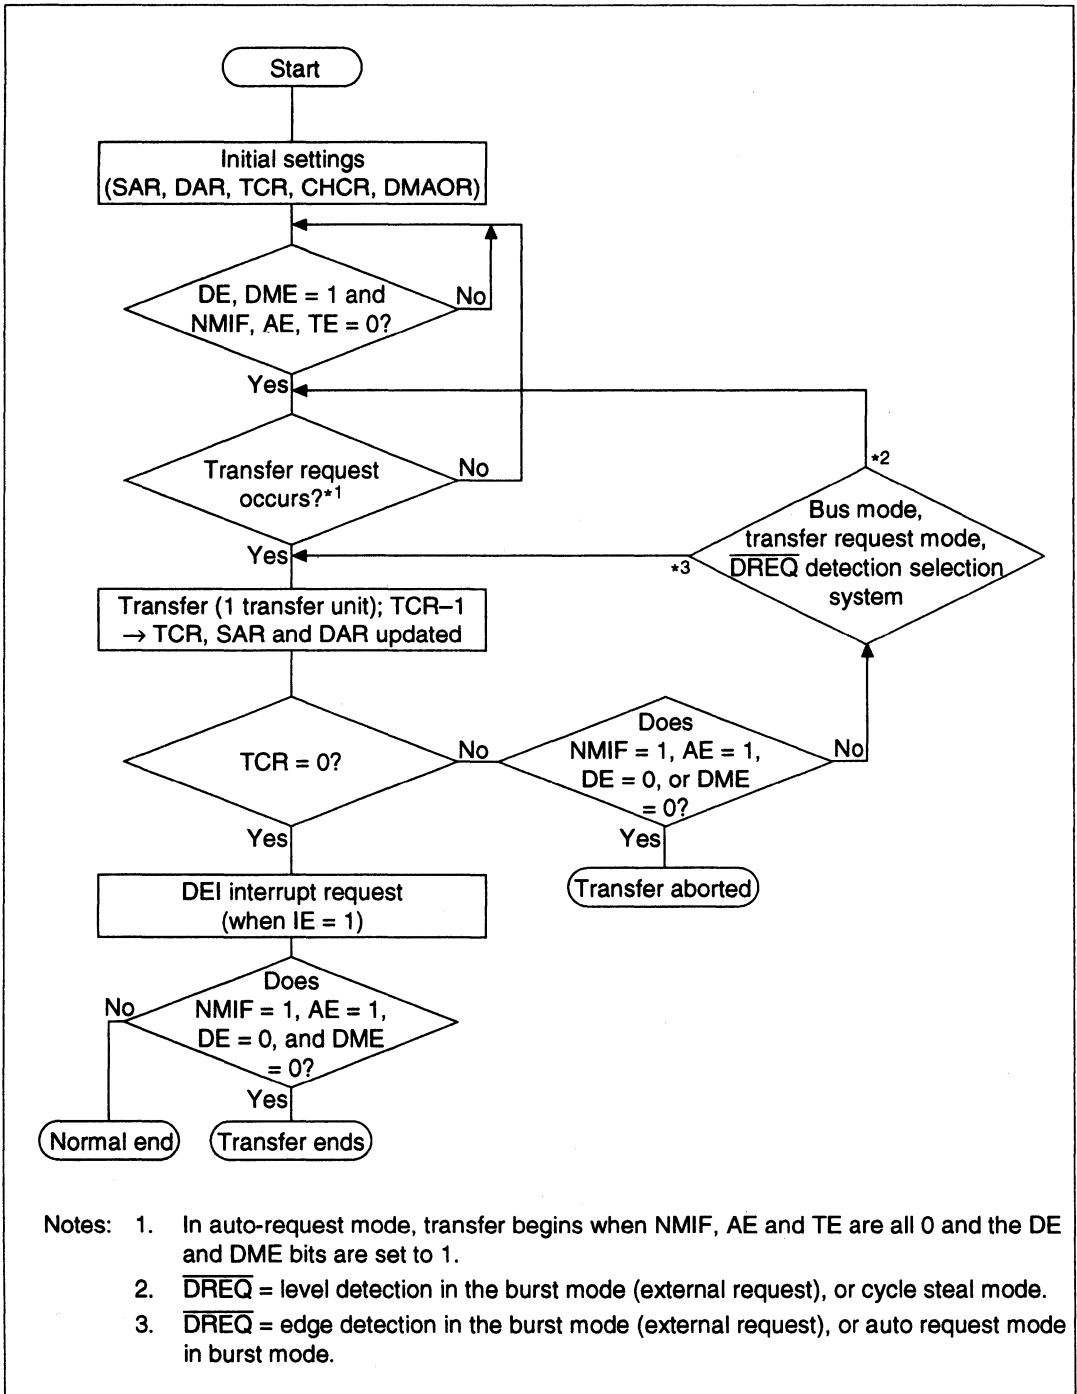 Start
Initial settings
(SAR, DAR, TCR, CHCR, DMAOR)
DE, DME = 1 and
NMIF, AE, TE = 0?
No
Yes
Transfer request
occurs?*1
No
Yes
*2
Bus mode,
transfer request mode,
D̅R̅E̅Q̅ detection selection
system
*3
Transfer (1 transfer unit); TCR–1
→ TCR, SAR and DAR updated
TCR = 0?
No
Does
NMIF = 1, AE = 1,
DE = 0, or DME
= 0?
No
Yes
Transfer aborted
Yes
DEI interrupt request
(when IE = 1)
Does
NMIF = 1, AE = 1,
DE = 0, and DME
= 0?
No
Yes
Normal end
Transfer ends
Notes: 1. In auto-request mode, transfer begins when NMIF, AE and TE are all 0 and the DE
and DME bits are set to 1.
2. D̅R̅E̅Q̅ = level detection in the burst mode (external request), or cycle steal mode.
3. D̅R̅E̅Q̅ = edge detection in the burst mode (external request), or auto request mode
in burst mode.